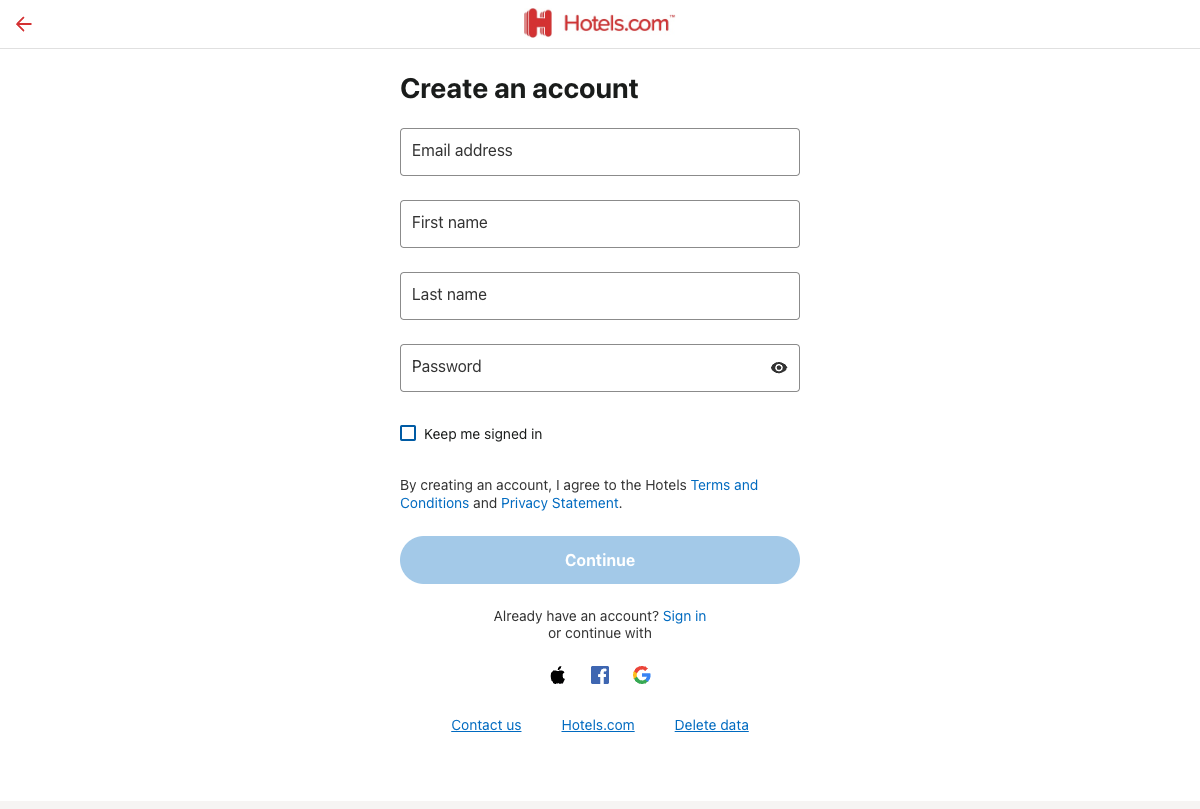 Hotels.com™
Create an account
Email address
First name
Last name
Password
Keep me signed in
By creating an account, I agree to the Hotels Terms and
Conditions and Privacy Statement.
Continue
Already have an account? Sign in
or continue with
Contact us
Hotels.com
Delete data